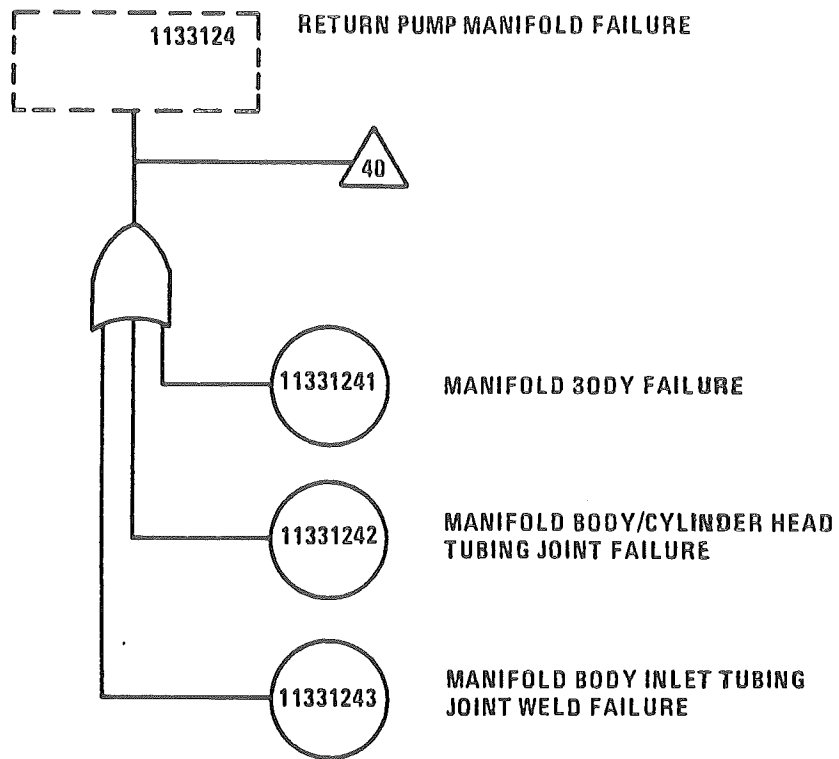 1133124
RETURN PUMP MANIFOLD FAILURE
40
11331241
MANIFOLD 3ODY FAILURE
11331242
MANIFOLD BODY/CYLINDER HEAD
TUBING JOINT FAILURE
11331243
MANIFOLD BODY INLET TUBING
JOINT WELD FAILURE